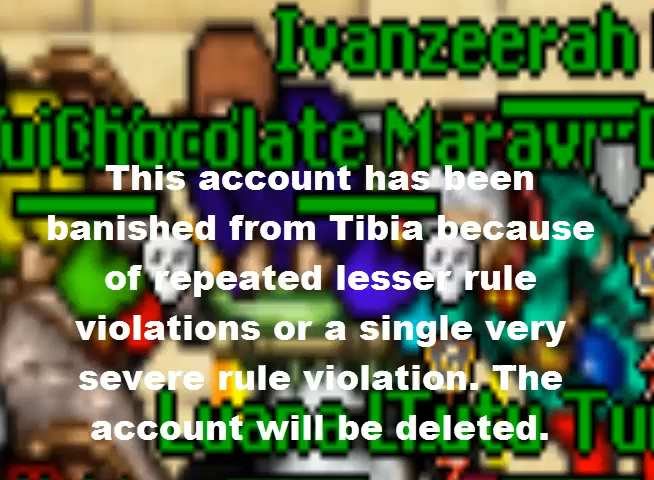 Ivanzeerah
Chocolate Marav
This account has been
banished from Tibia because
of repeated lesser rule
violations or a single very
severe rule violation. The
account will be deleted.